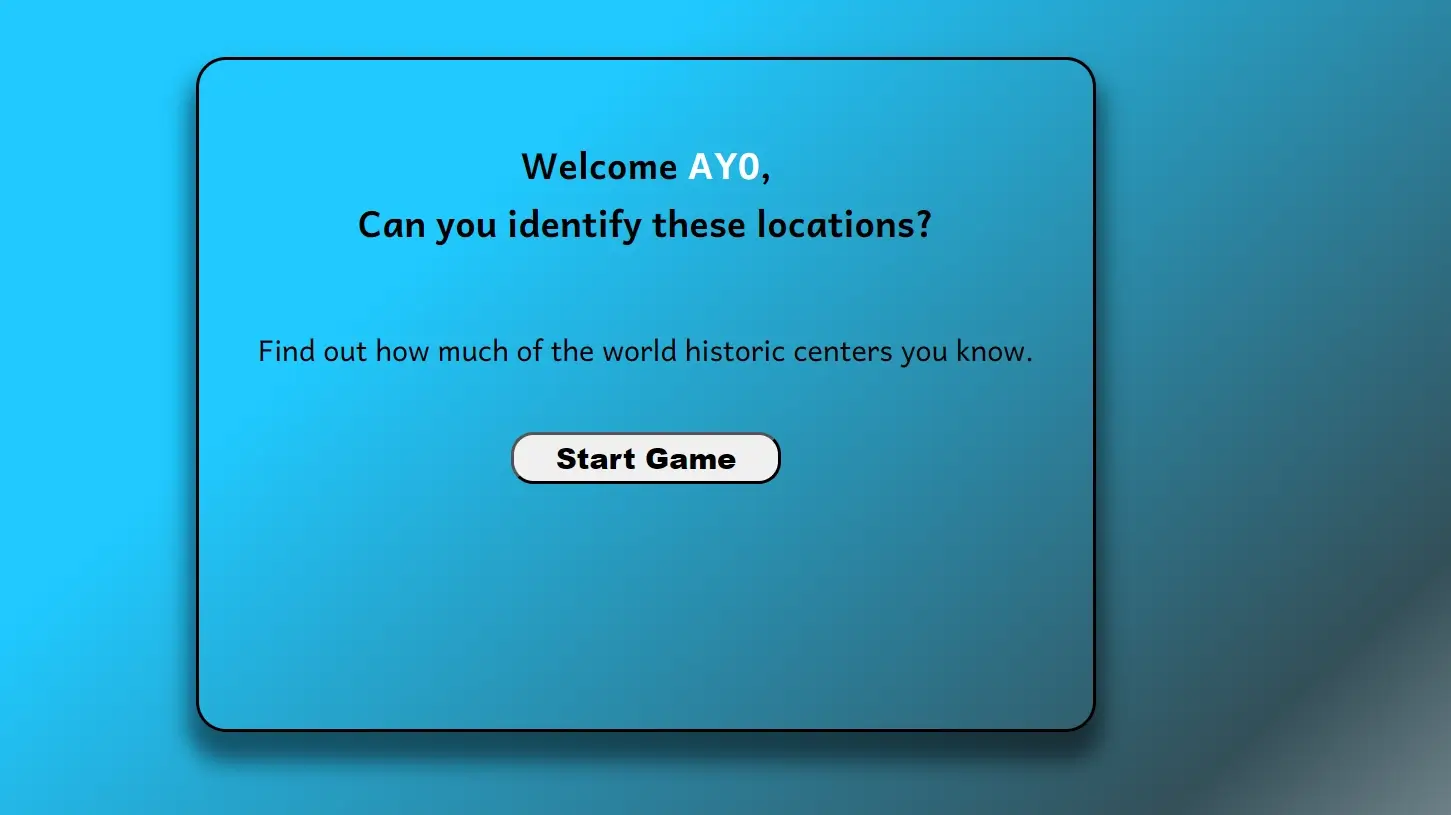 Welcome AY0,
Can you identify these locations?
Find out how much of the world historic centers you know.
Start Game